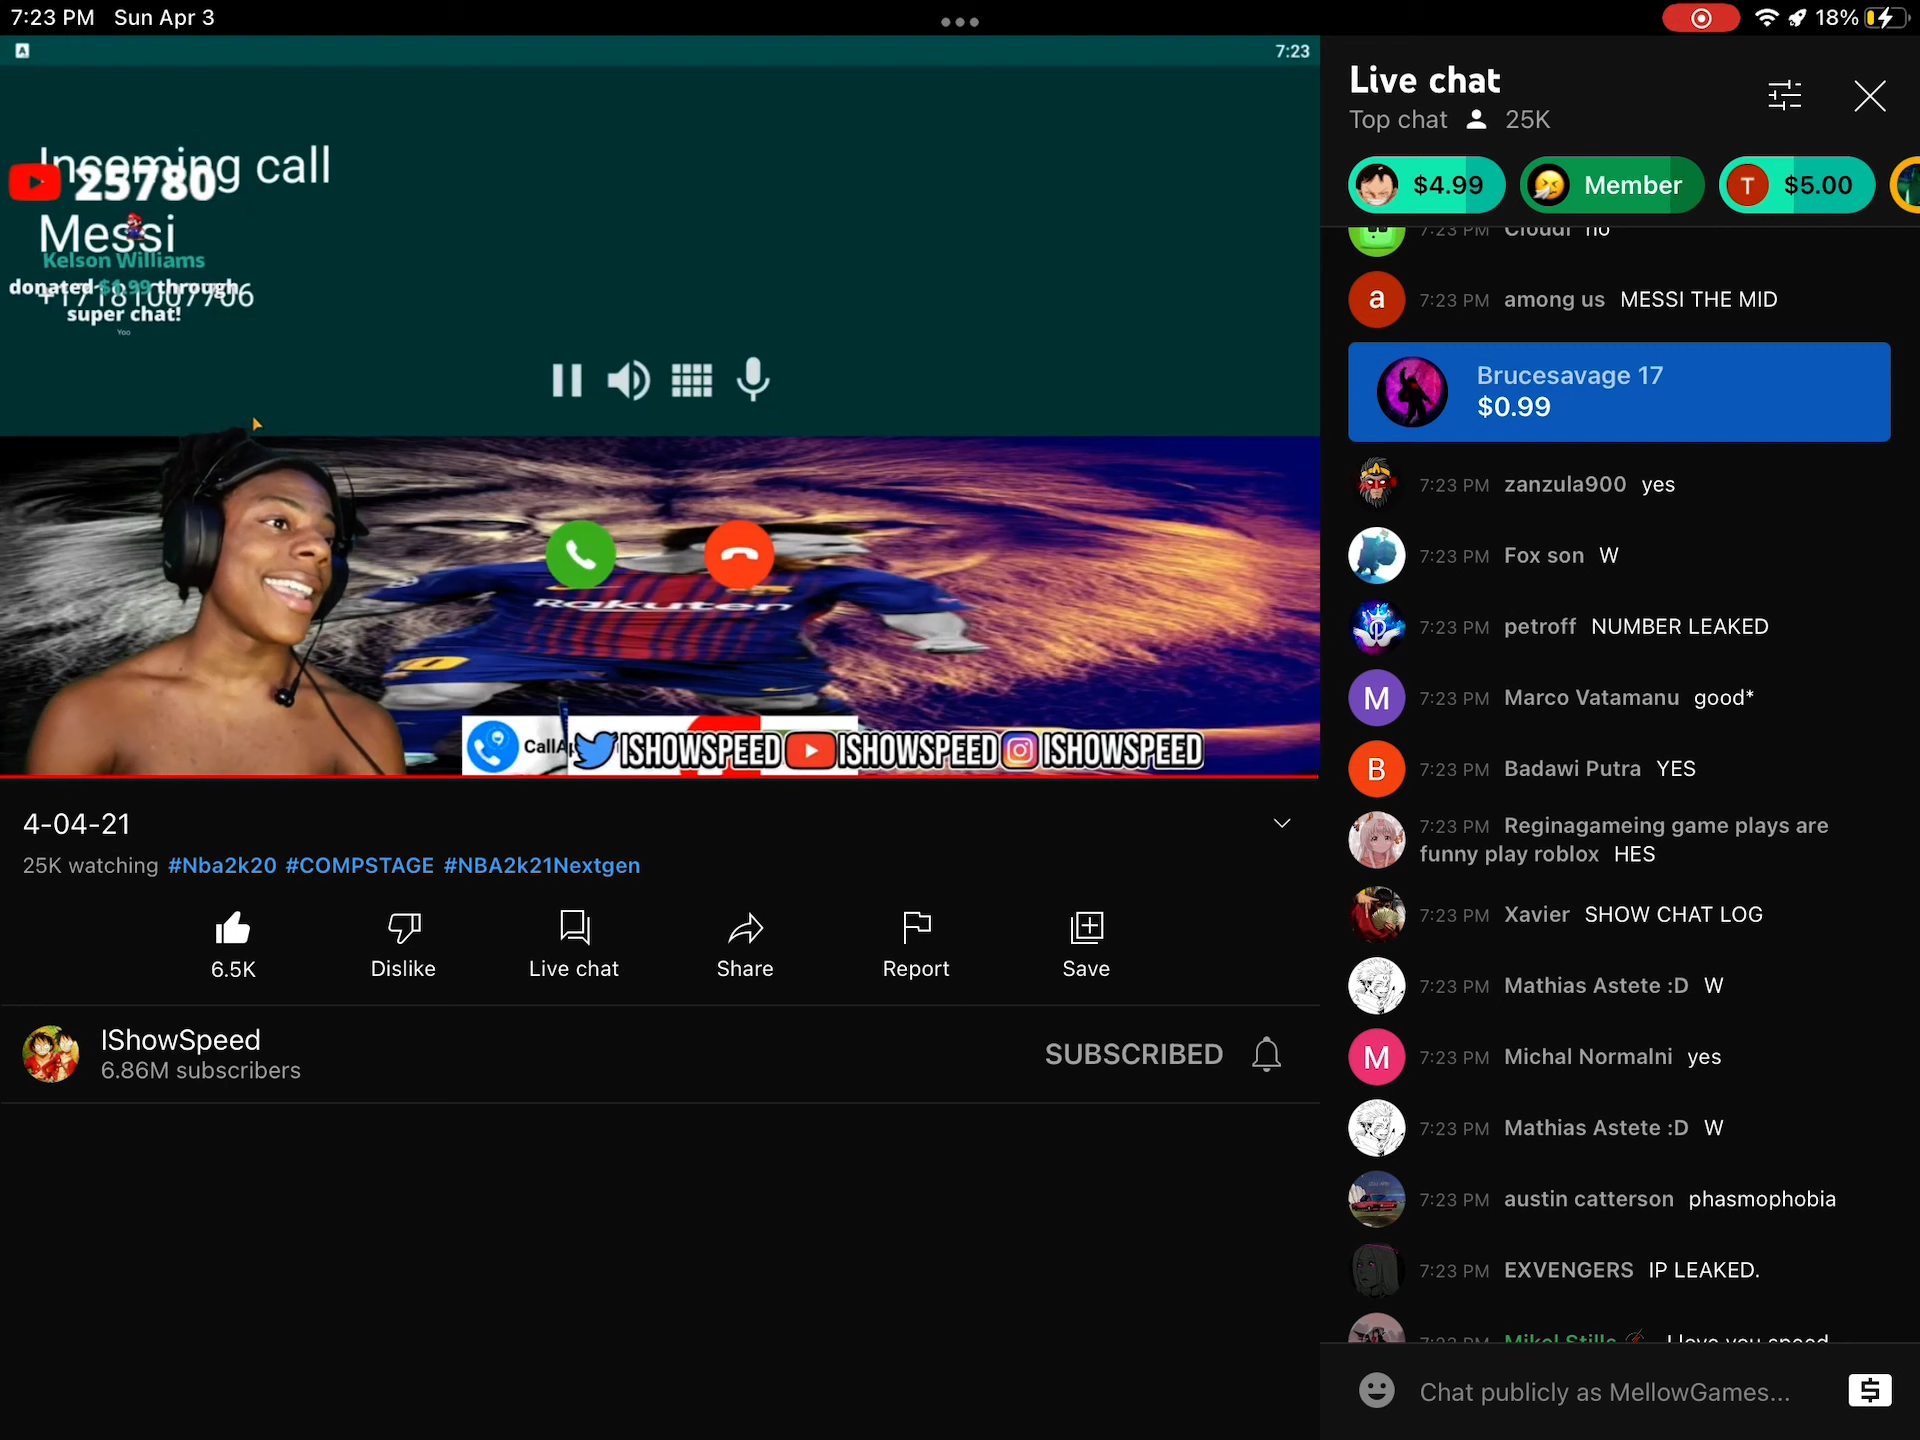 7:23 PM Sun Apr 3
18%
7:23
Incoming call
25780
Messi
Kelson Williams
donated $1.99 through
+17181007706
super chat!
Yoo
Rakuten
CallA
ISHOWSPEED ISHOWSPEED ISHOWSPEED
4-04-21
25K watching #Nba2k20 #COMPSTAGE #NBA2k21Nextgen
6.5K Dislike Live chat Share Report Save
IShowSpeed
6.86M subscribers
SUBSCRIBED
Live chat
Top chat 25K
$4.99 Member T $5.00
7:23 PM Cloudi no
a 7:23 PM among us MESSI THE MID
Brucesavage 17
$0.99
7:23 PM zanzula900 yes
7:23 PM Fox son W
7:23 PM petroff NUMBER LEAKED
M 7:23 PM Marco Vatamanu good*
B 7:23 PM Badawi Putra YES
7:23 PM Reginagameing game plays are
funny play roblox HES
7:23 PM Xavier SHOW CHAT LOG
7:23 PM Mathias Astete :D W
M 7:23 PM Michal Normalni yes
7:23 PM Mathias Astete :D W
7:23 PM austin catterson phasmophobia
7:23 PM EXVENGERS IP LEAKED.
7:23 PM Mikel Stills I love you speed
Chat publicly as MellowGames...